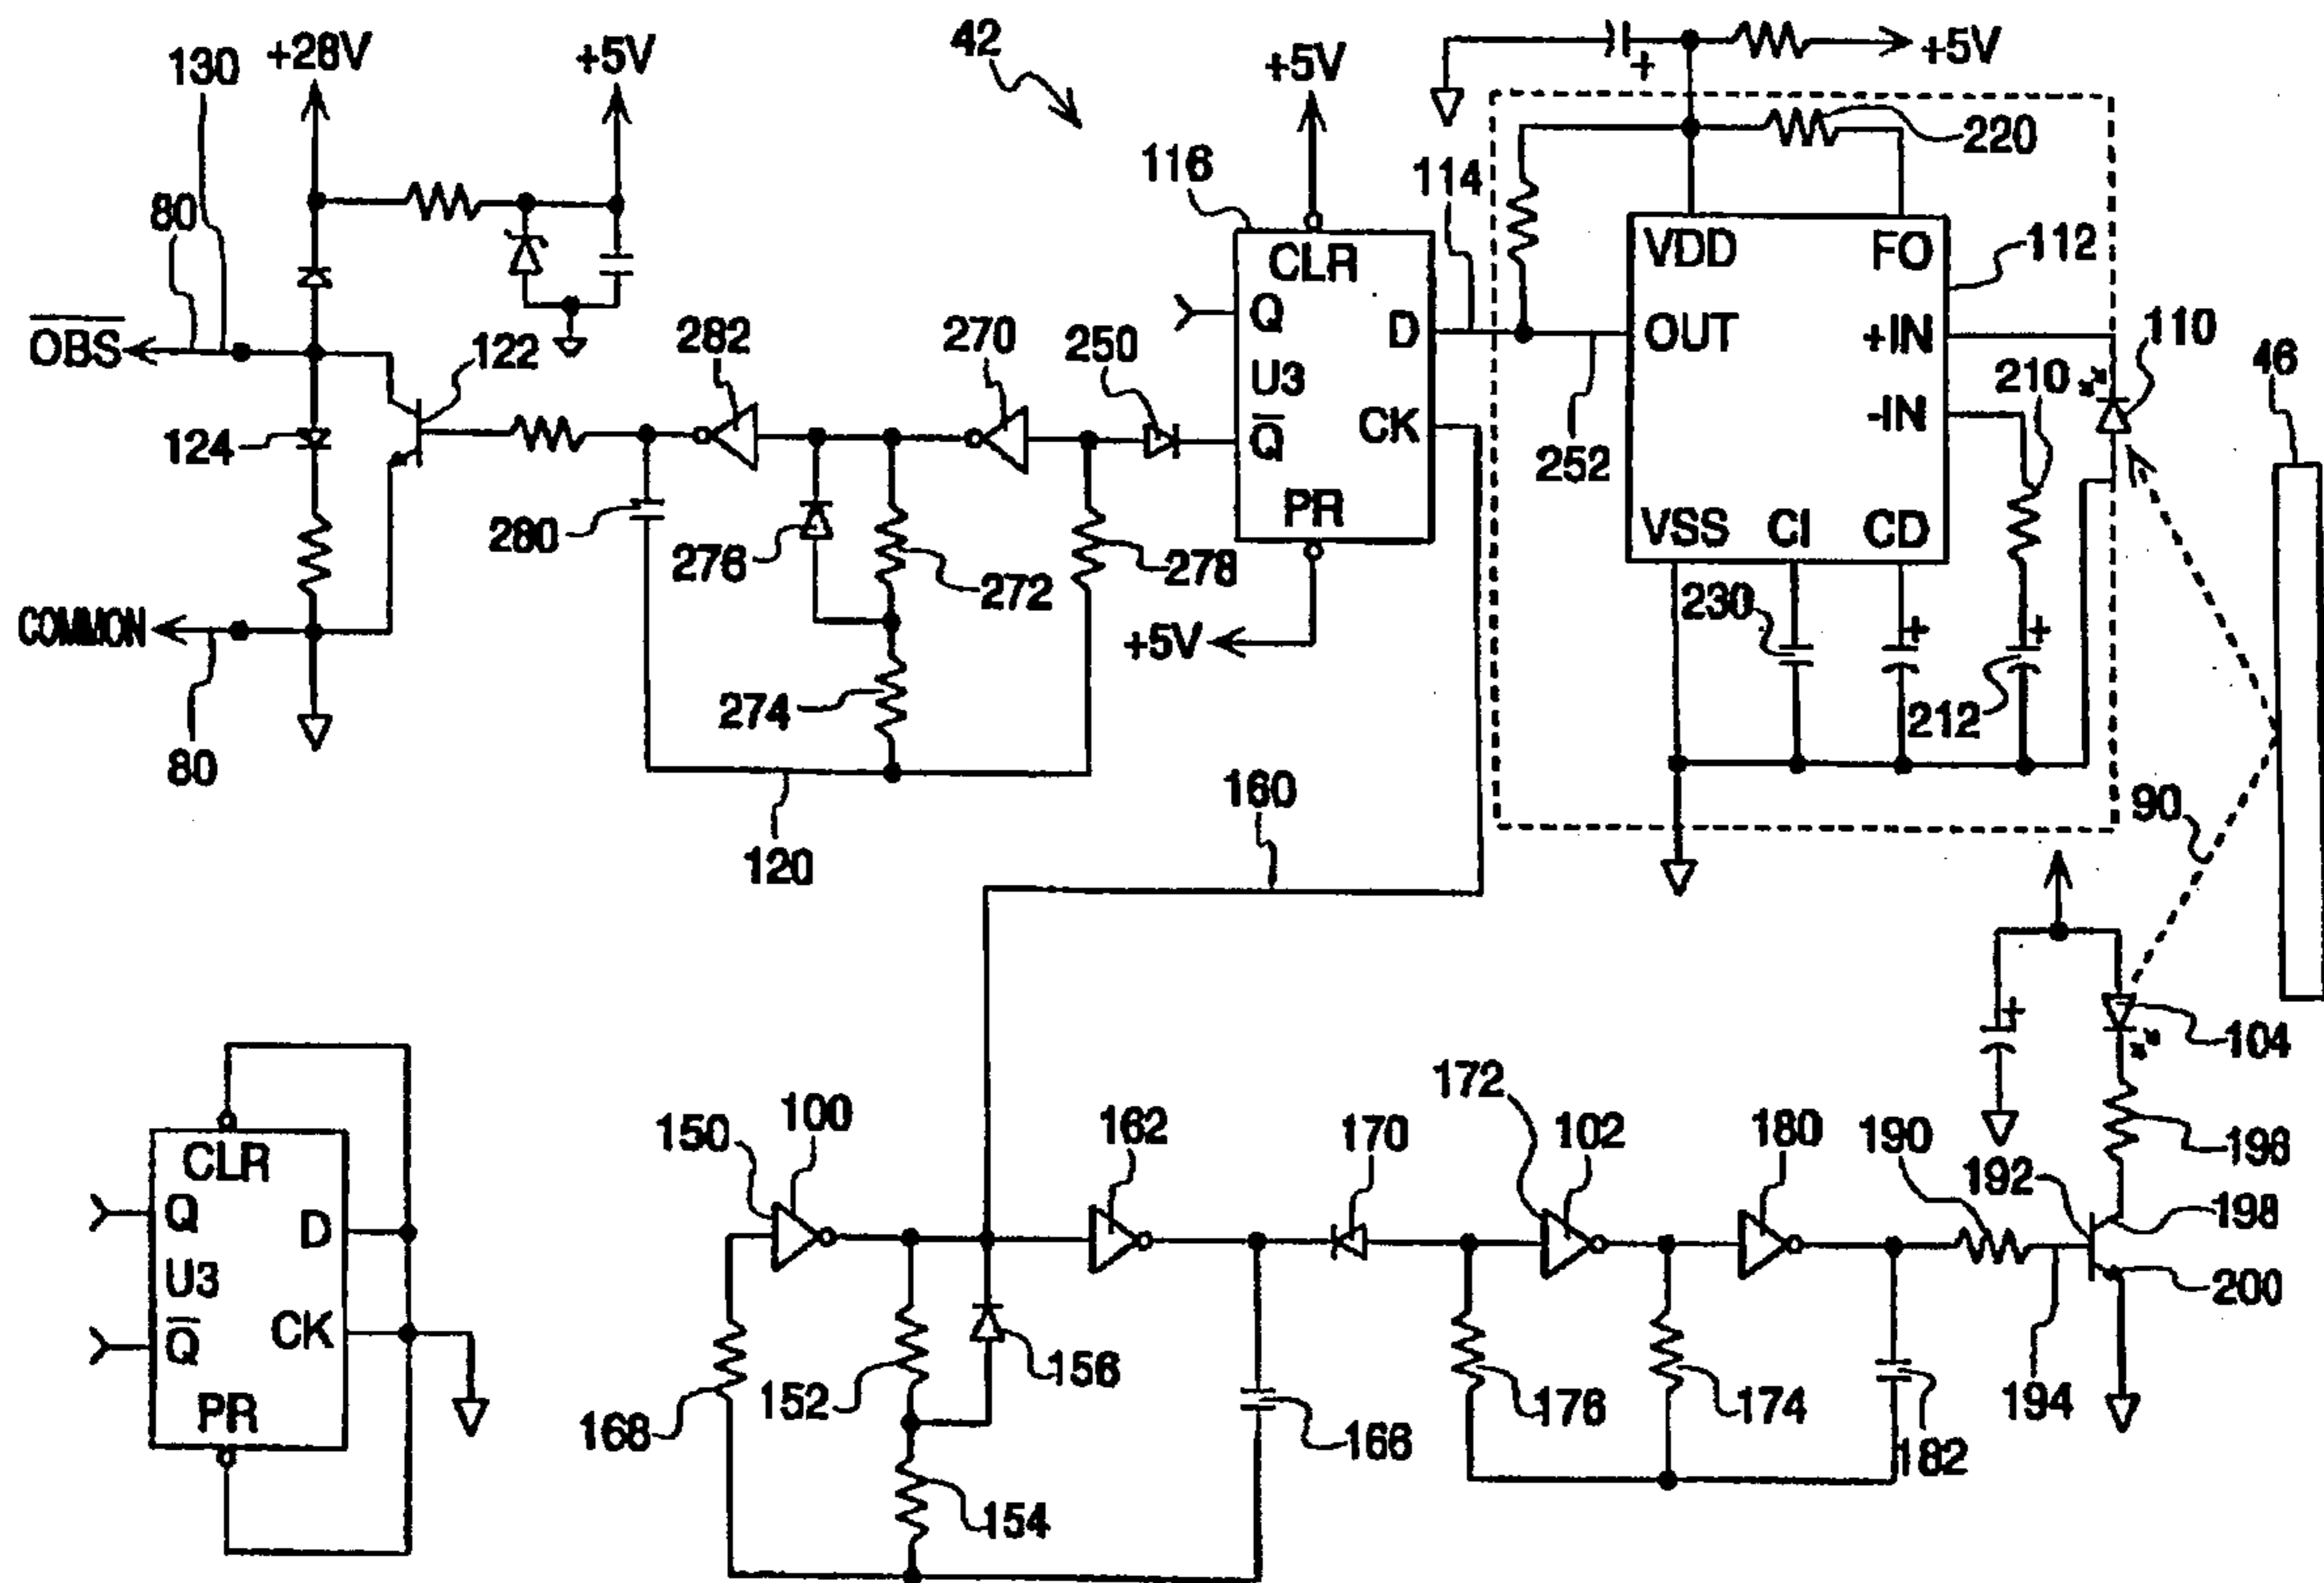 130
+28V
+5V
42
+5V
+5V
80
116
114
220
VDD
FO
112
CLR
Q
D
U3
CK
Q̅
PR
OUT
+IN
-IN
VSS
CI
CD
110
46
210
O̅B̅S̅
122
282
270
250
124
252
280
276
272
278
COMMON
80
274
+5V
230
212
120
160
90
104
CLR
Q
D
U3
Q̅
CK
PR
150
100
162
170
172
102
180
190
192
196
198
200
168
152
156
166
176
174
182
194
154